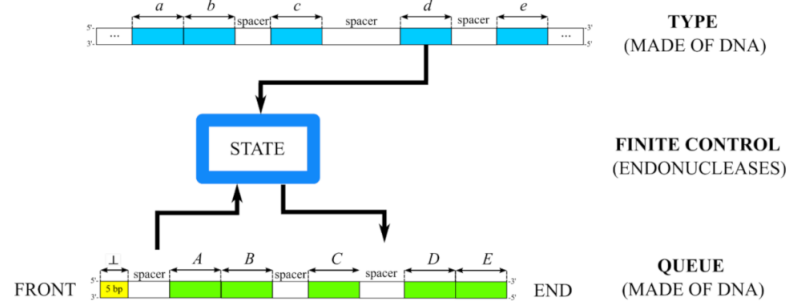 a b c d e
spacer spacer spacer
5'- ... ... -3'
3'- -5'
TYPE
(MADE OF DNA)
STATE
FINITE CONTROL
(ENDONUCLEASES)
⊥ A B C D E
spacer spacer spacer
5'- -3'
FRONT 5 bp END
3'- -5'
QUEUE
(MADE OF DNA)